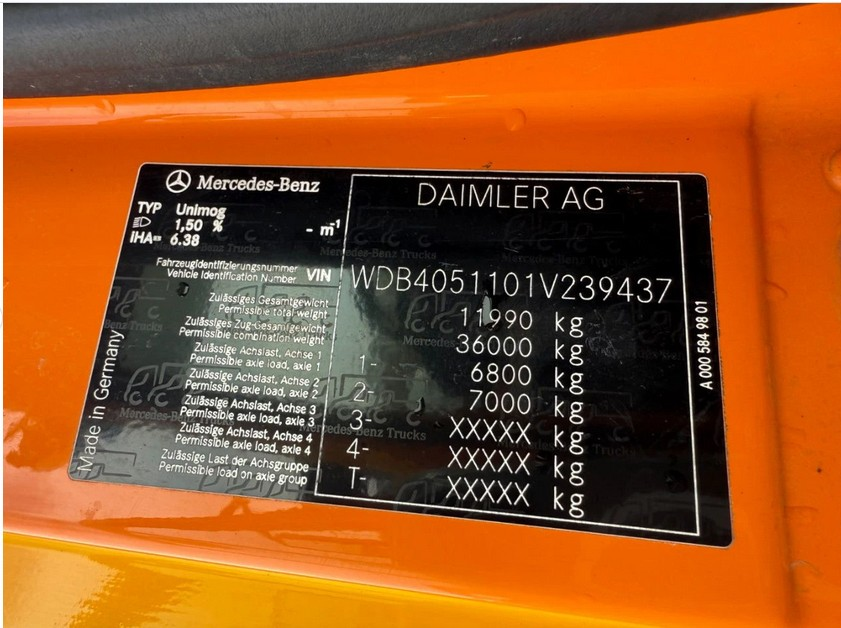 Mercedes-Benz
DAIMLER AG
TYP Unimog
1,50 % - m⁻¹
iHA= 6.38
Fahrzeugidentifizierungsnummer
Vehicle Identification Number VIN WDB4051101V239437
Zulässiges Gesamtgewicht
Permissible total weight 11990 kg
Zulässiges Zug-Gesamtgewicht
Permissible combination weight 36000 kg
Zulässige Achslast, Achse 1
Permissible axle load, axle 1 1- 6800 kg
Zulässige Achslast, Achse 2
Permissible axle load, axle 2 2- 7000 kg
Zulässige Achslast, Achse 3
Permissible axle load, axle 3 3- XXXXX kg
Zulässige Achslast, Achse 4
Permissible axle load, axle 4 4- XXXXX kg
Zulässige Last der Achsgruppe
Permissible load on axle group T- XXXXX kg
Made in Germany
A 000 584 98 01
Mercedes-Benz Trucks